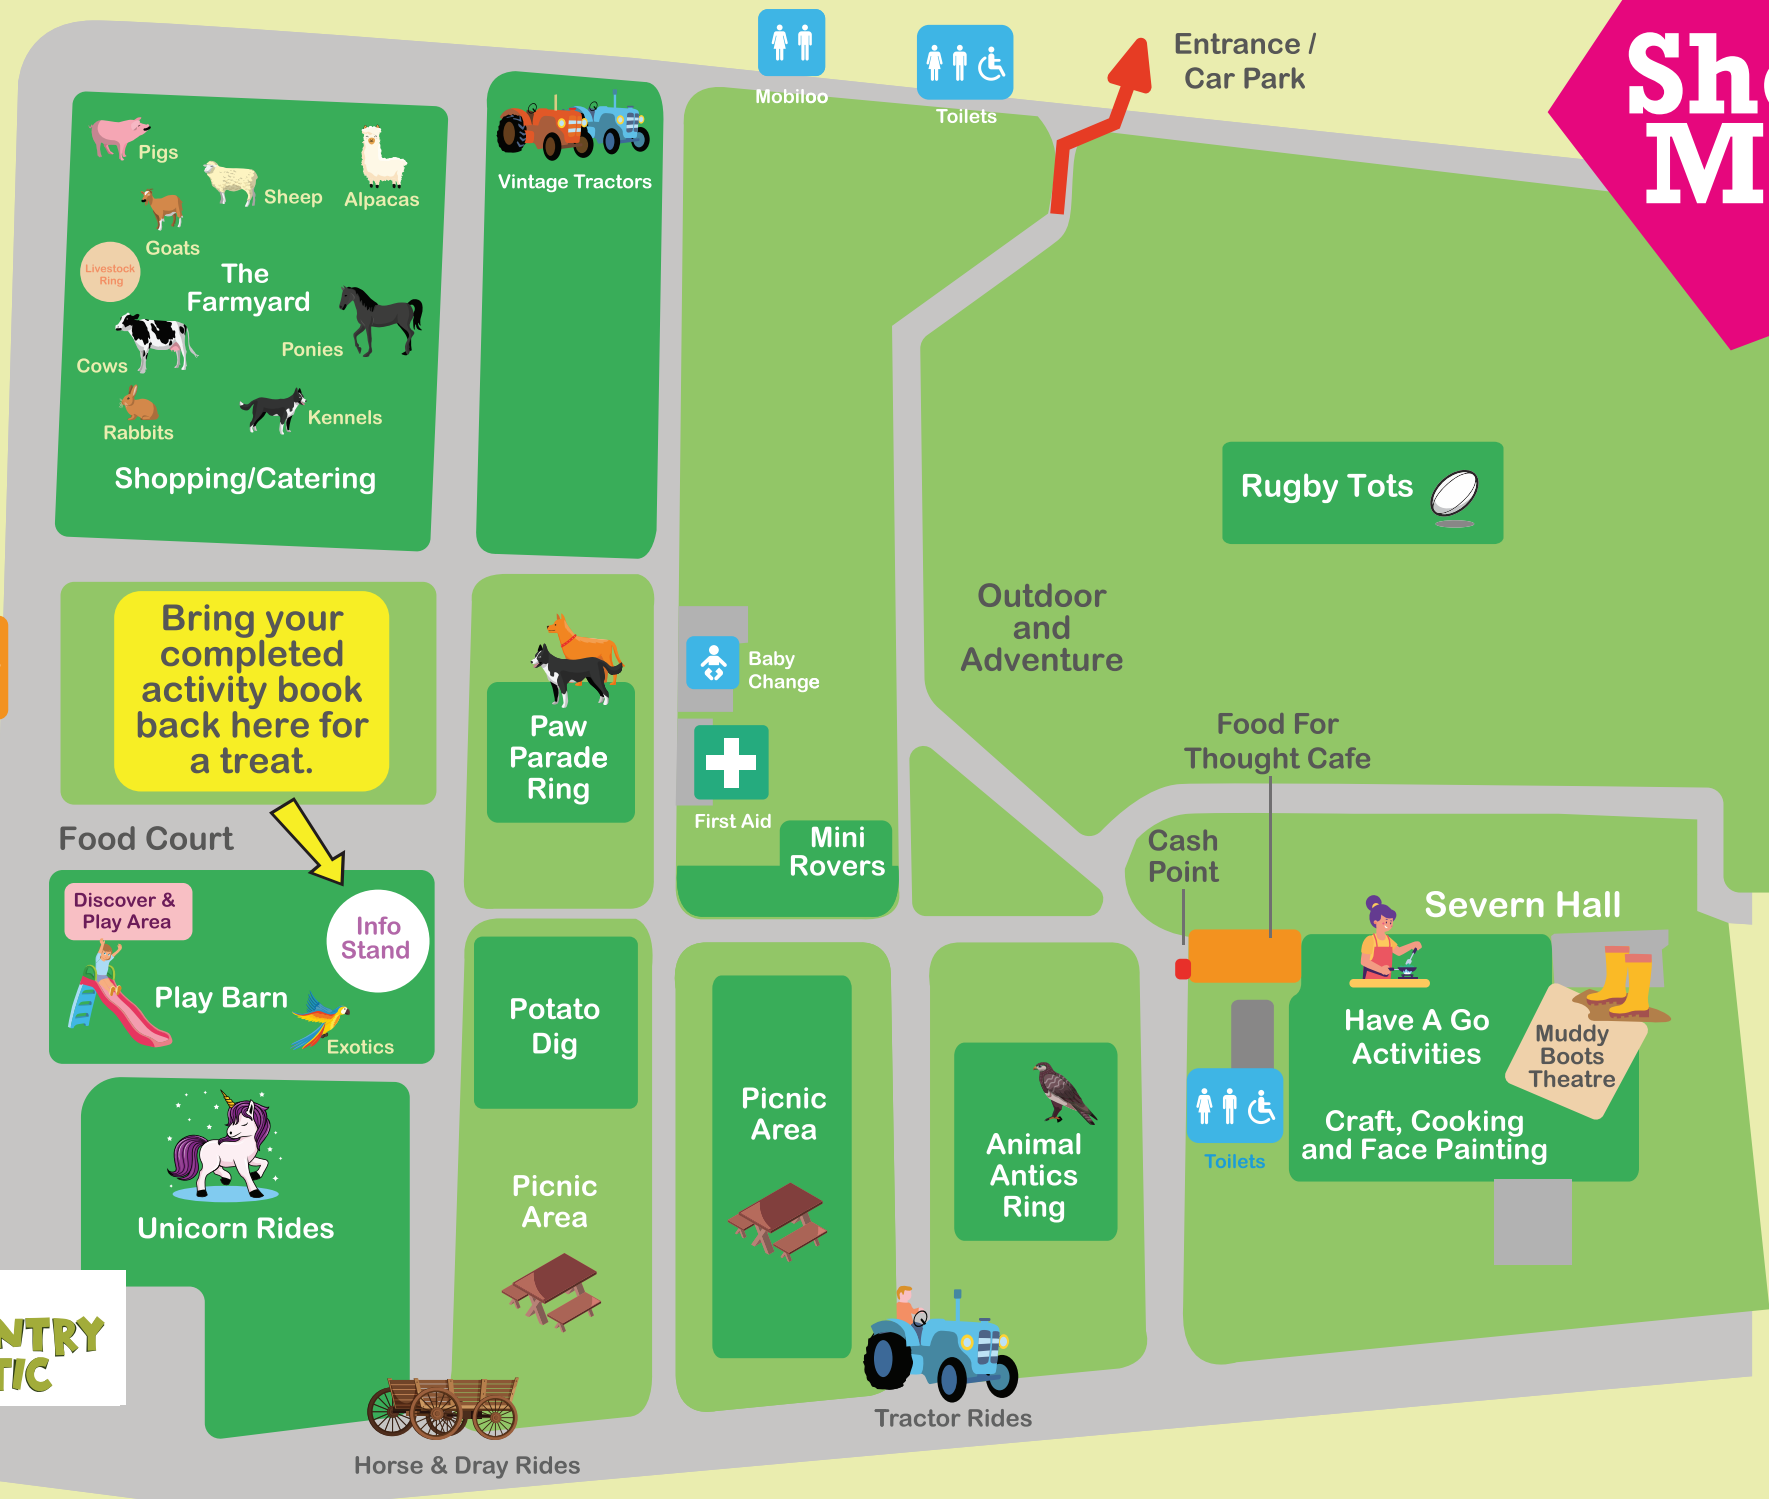 Entrance /
Car Park
Sh
M
Mobiloo
Toilets
Pigs
Sheep
Alpacas
Goats
Livestock
Ring
The
Farmyard
Ponies
Cows
Rabbits
Kennels
Shopping/Catering
Vintage Tractors
Rugby Tots
Outdoor
and
Adventure
Bring your
completed
activity book
back here for
a treat.
Paw
Parade
Ring
Baby
Change
First Aid
Mini
Rovers
Food For
Thought Cafe
Cash
Point
Food Court
Discover &
Play Area
Info
Stand
Play Barn
Exotics
Unicorn Rides
Potato
Dig
Picnic
Area
Picnic
Area
Animal
Antics
Ring
Severn Hall
Have A Go
Activities
Muddy
Boots
Theatre
Craft, Cooking
and Face Painting
Toilets
NTRY
TIC
Tractor Rides
Horse & Dray Rides